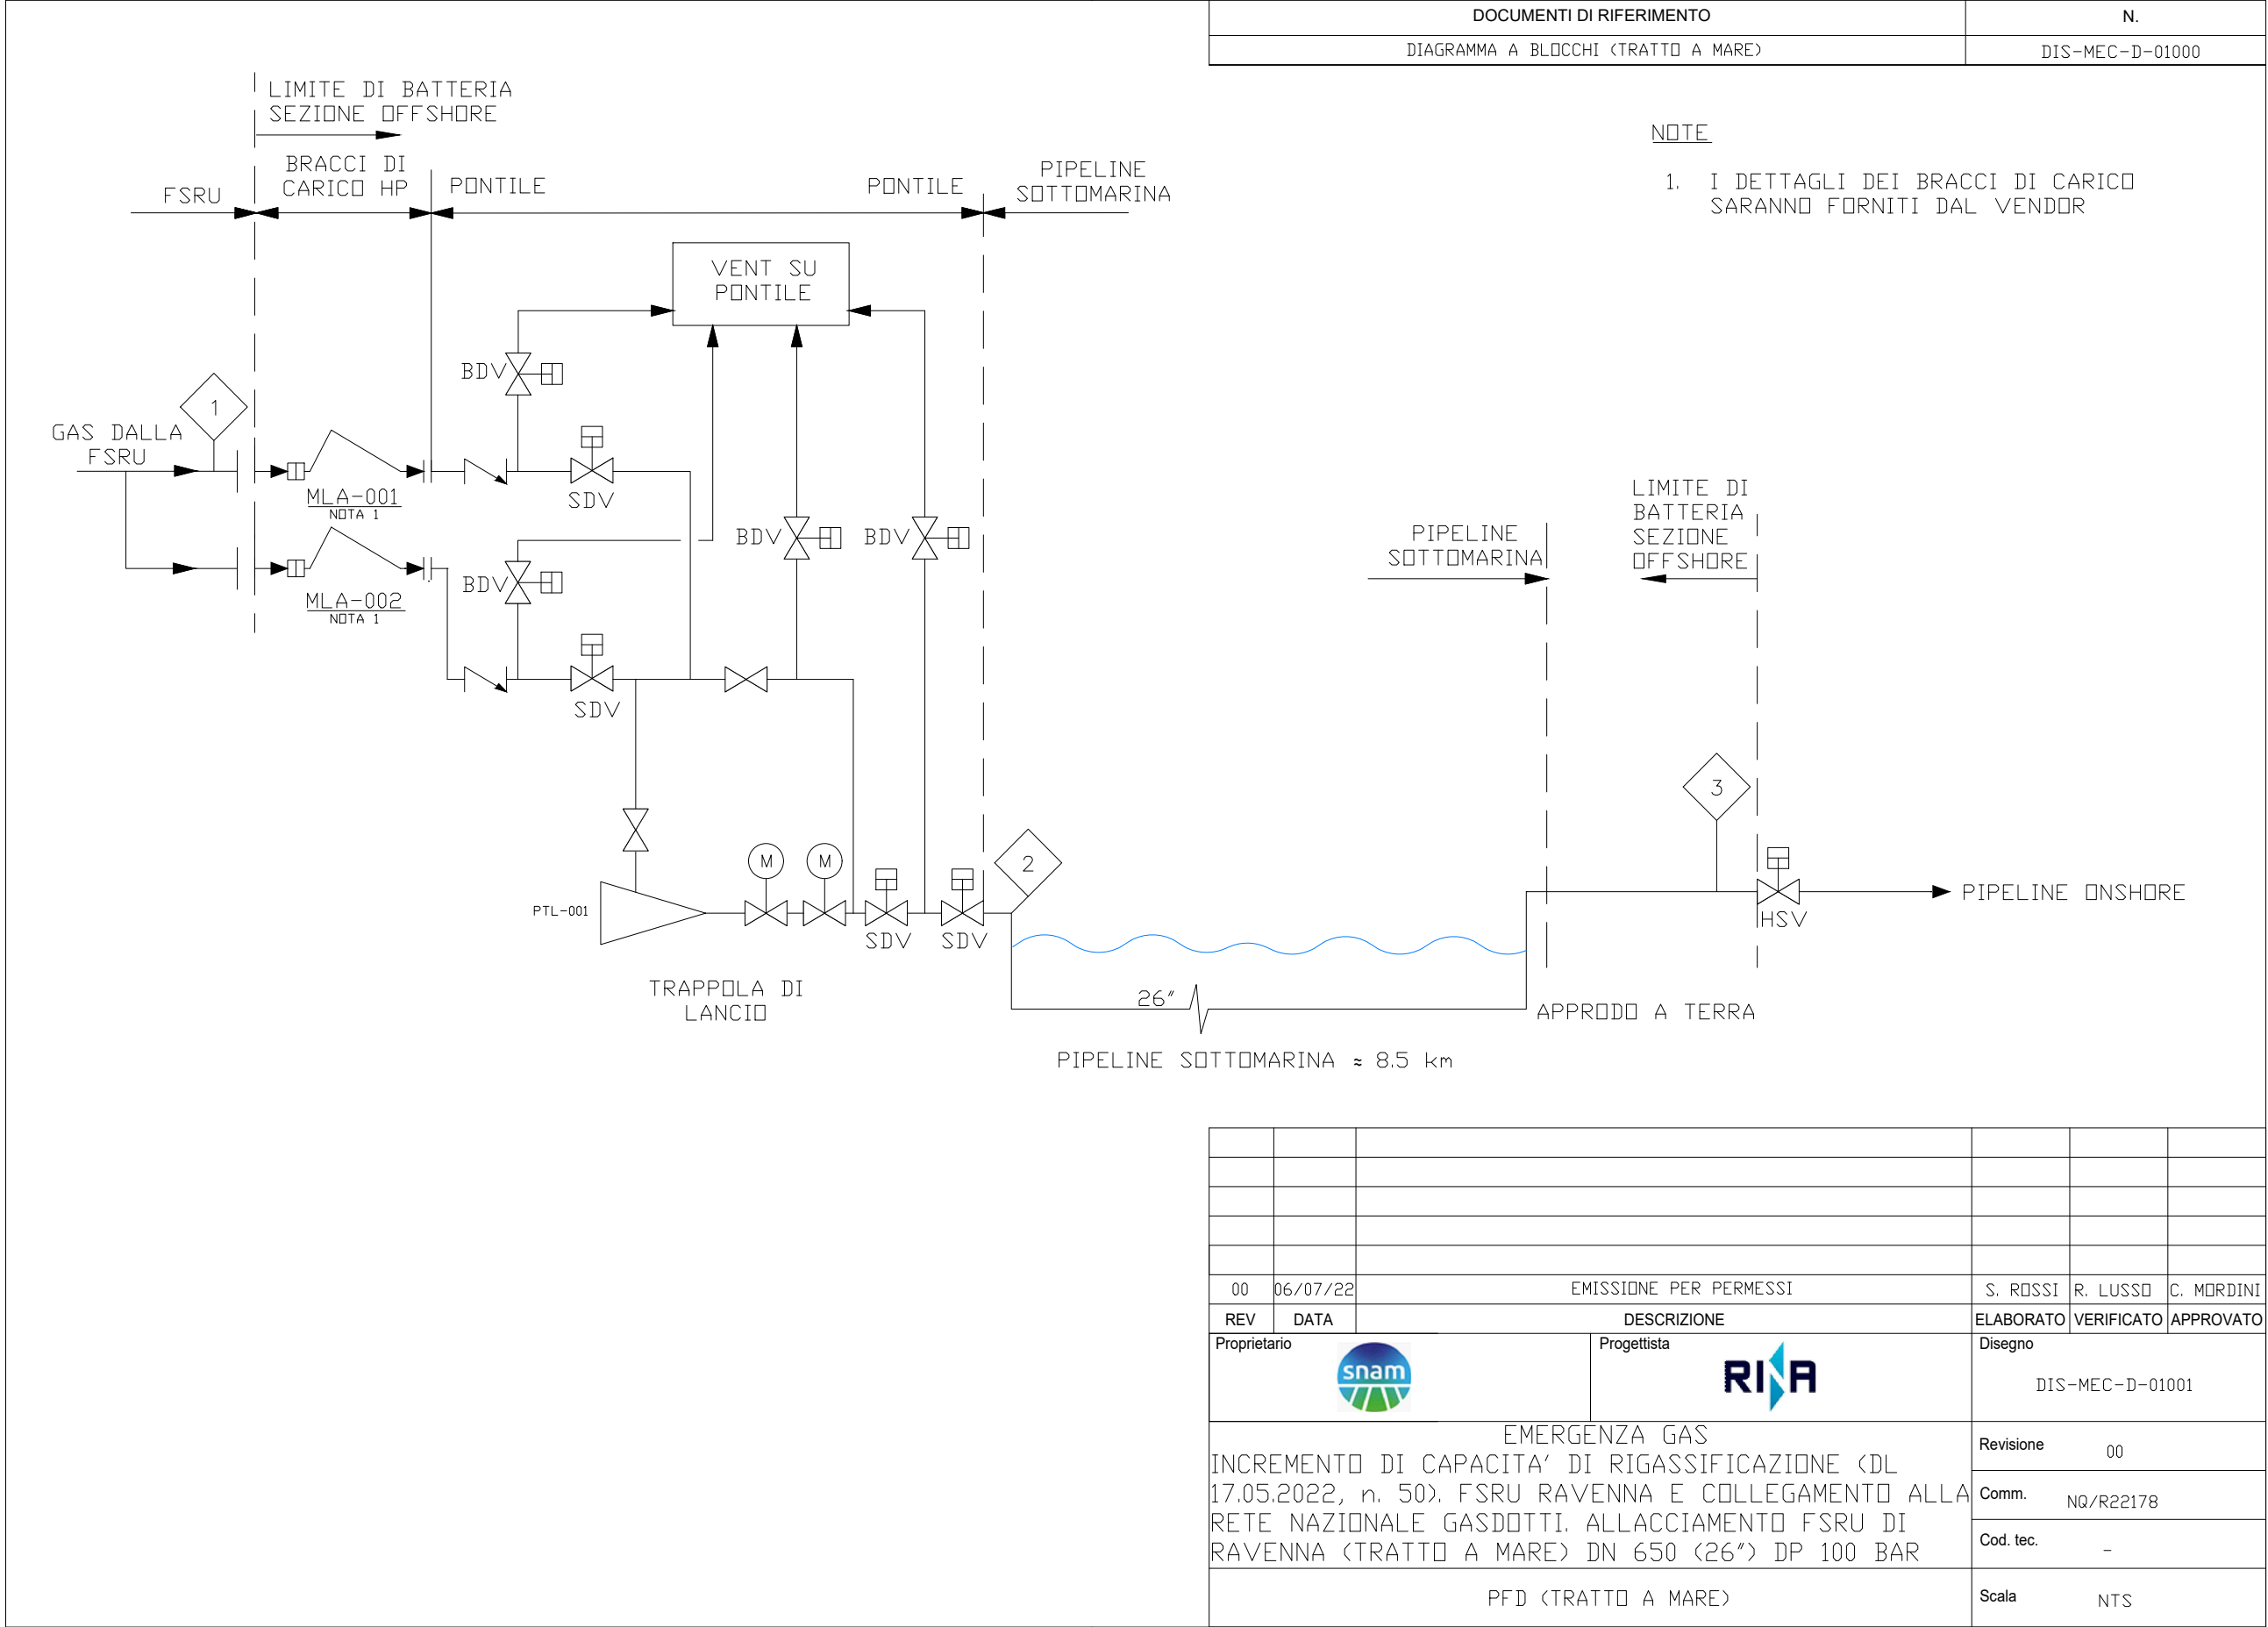 DOCUMENTI DI RIFERIMENTO
N.
DIAGRAMMA A BLOCCHI (TRATTO A MARE)
DIS-MEC-D-01000
LIMITE DI BATTERIA
SEZIONE OFFSHORE
NOTE
1. I DETTAGLI DEI BRACCI DI CARICO
SARANNO FORNITI DAL VENDOR
FSRU
BRACCI DI
CARICO HP
PONTILE
PONTILE
PIPELINE
SOTTOMARINA
VENT SU
PONTILE
BDV
1
GAS DALLA
FSRU
MLA-001
NOTA 1
SDV
BDV
BDV
MLA-002
NOTA 1
BDV
SDV
PIPELINE
SOTTOMARINA
LIMITE DI
BATTERIA
SEZIONE
OFFSHORE
3
2
M
M
PTL-001
SDV
SDV
HSV
PIPELINE ONSHORE
TRAPPOLA DI
LANCIO
26"
APPRODO A TERRA
PIPELINE SOTTOMARINA ≈ 8.5 km
00
06/07/22
EMISSIONE PER PERMESSI
S. ROSSI
R. LUSSO
C. MORDINI
REV
DATA
DESCRIZIONE
ELABORATO
VERIFICATO
APPROVATO
Proprietario
snam
Progettista
RINA
Disegno
DIS-MEC-D-01001
EMERGENZA GAS
INCREMENTO DI CAPACITA' DI RIGASSIFICAZIONE (DL
17.05.2022, n. 50). FSRU RAVENNA E COLLEGAMENTO ALLA
RETE NAZIONALE GASDOTTI. ALLACCIAMENTO FSRU DI
RAVENNA (TRATTO A MARE) DN 650 (26") DP 100 BAR
Revisione
00
Comm.
NQ/R22178
Cod. tec.
-
PFD (TRATTO A MARE)
Scala
NTS